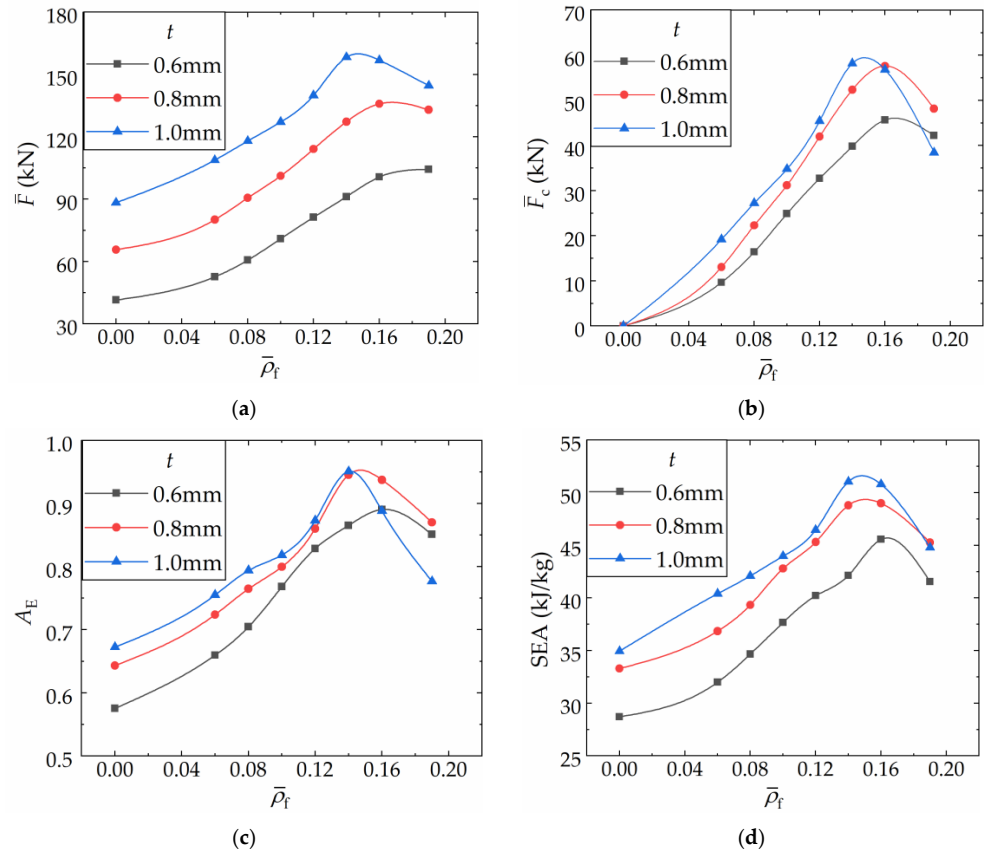 180
150
120
90
60
30
F̄ (kN)
t
0.6mm
0.8mm
1.0mm
0.00 0.04 0.08 0.12 0.16 0.20
ρ̄f
(a)
70
60
50
40
30
20
10
0
F̄c (kN)
t
0.6mm
0.8mm
1.0mm
0.00 0.04 0.08 0.12 0.16 0.20
ρ̄f
(b)
1.0
0.9
0.8
0.7
0.6
0.5
AE
t
0.6mm
0.8mm
1.0mm
0.00 0.04 0.08 0.12 0.16 0.20
ρ̄f
(c)
55
50
45
40
35
30
25
SEA (kJ/kg)
t
0.6mm
0.8mm
1.0mm
0.00 0.04 0.08 0.12 0.16 0.20
ρ̄f
(d)